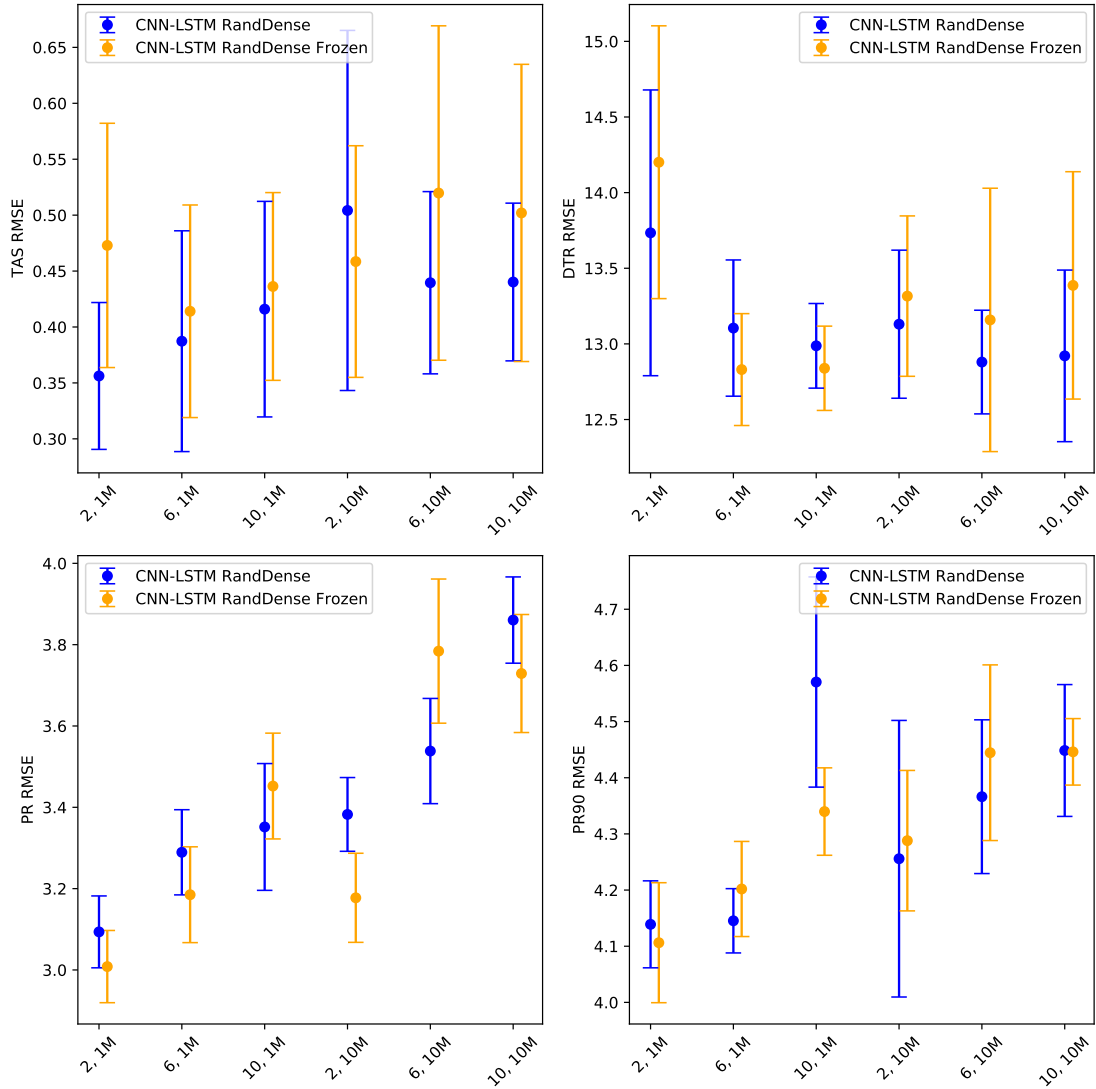 CNN-LSTM RandDense
CNN-LSTM RandDense Frozen
TAS RMSE
0.65
0.60
0.55
0.50
0.45
0.40
0.35
0.30
2, 1M
6, 1M
10, 1M
2, 10M
6, 10M
10, 10M
CNN-LSTM RandDense
CNN-LSTM RandDense Frozen
DTR RMSE
15.0
14.5
14.0
13.5
13.0
12.5
2, 1M
6, 1M
10, 1M
2, 10M
6, 10M
10, 10M
CNN-LSTM RandDense
CNN-LSTM RandDense Frozen
PR RMSE
4.0
3.8
3.6
3.4
3.2
3.0
2, 1M
6, 1M
10, 1M
2, 10M
6, 10M
10, 10M
CNN-LSTM RandDense
CNN-LSTM RandDense Frozen
PR90 RMSE
4.7
4.6
4.5
4.4
4.3
4.2
4.1
4.0
2, 1M
6, 1M
10, 1M
2, 10M
6, 10M
10, 10M